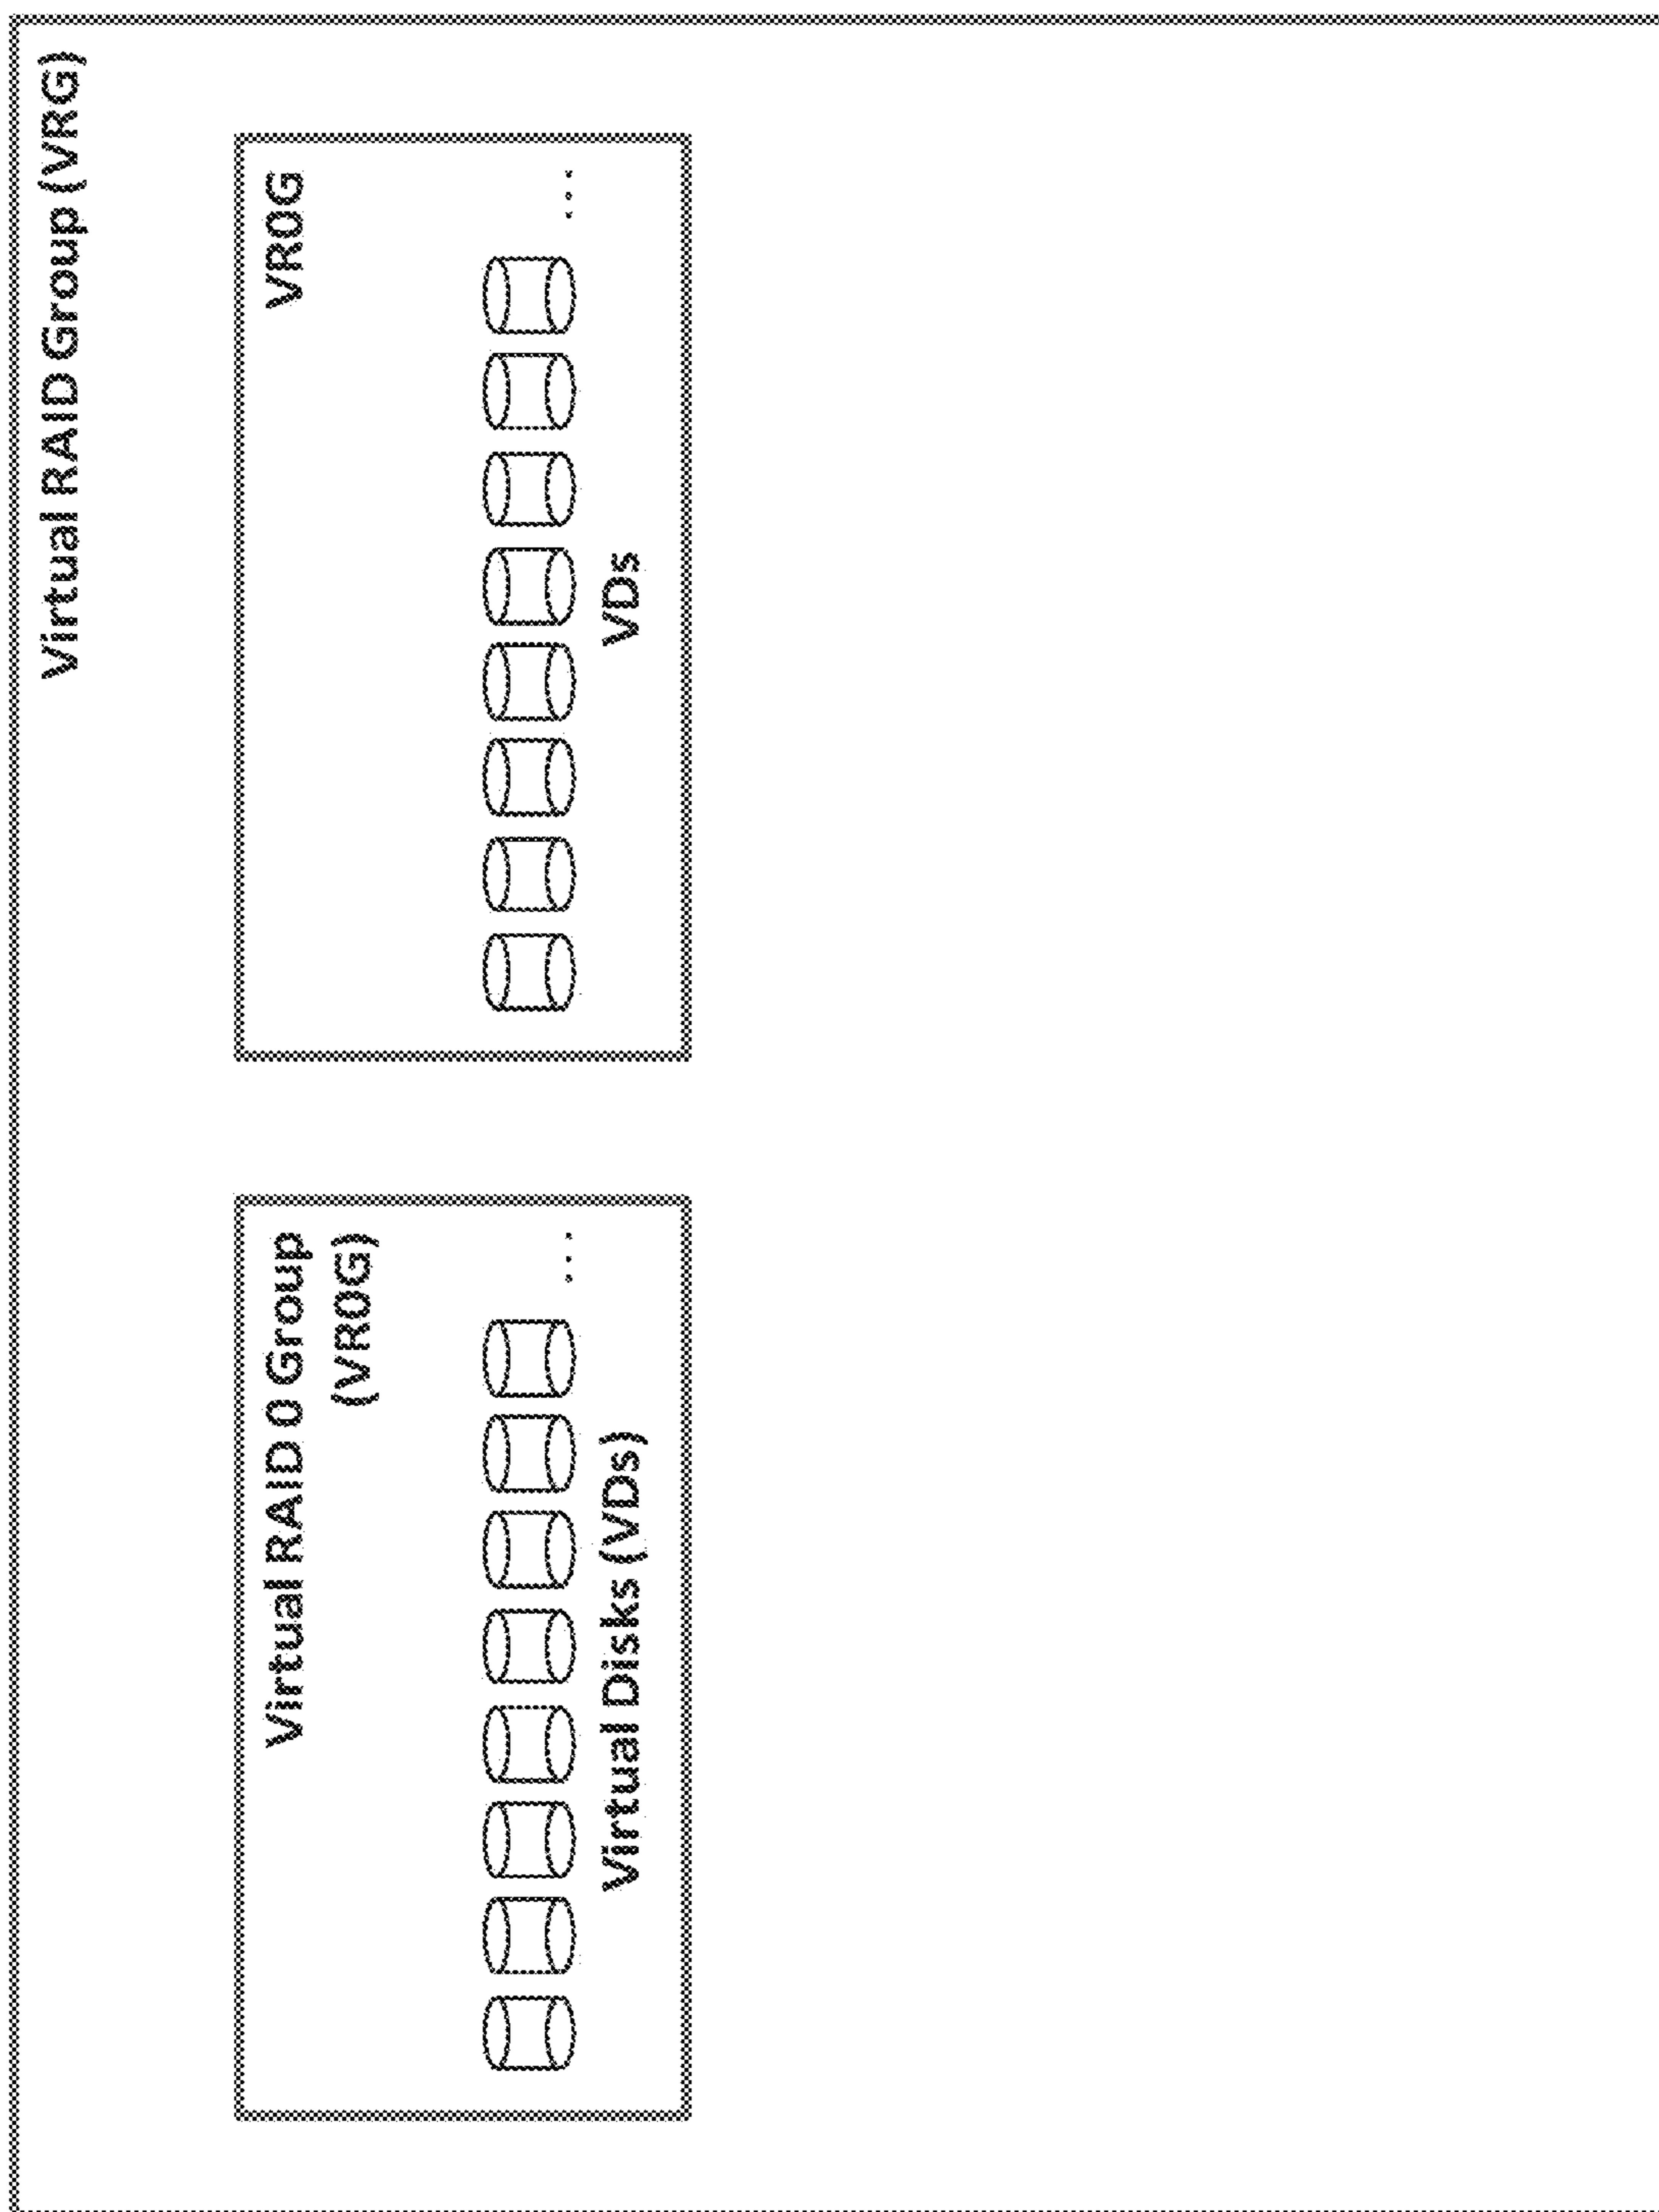 Virtual RAID Group (VRG)
Virtual RAID 0 Group
(VR0G)
...
Virtual Disks (VDs)
VR0G
...
VDs